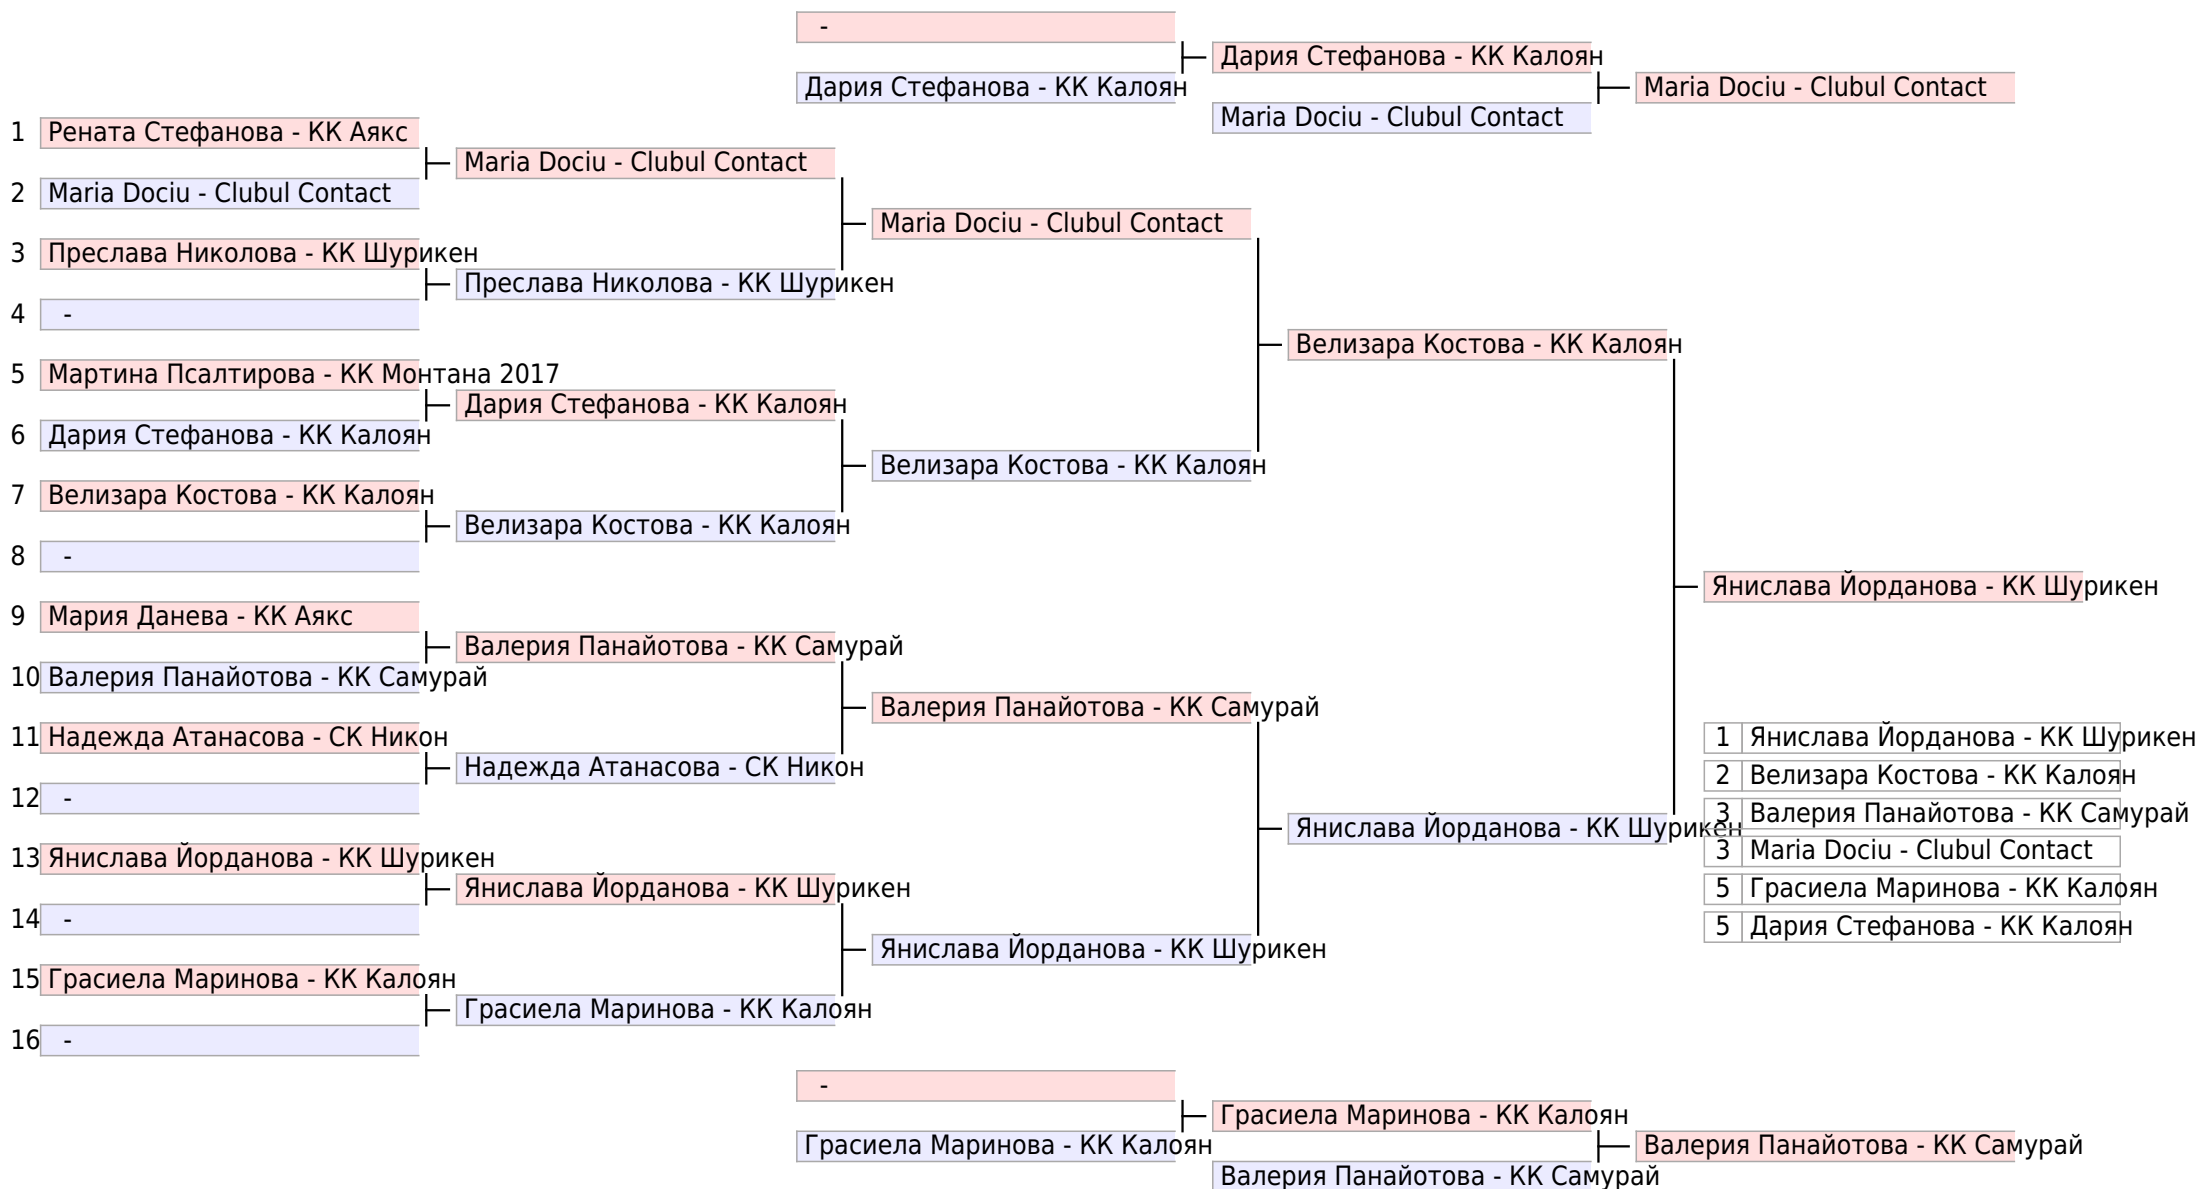 -
Дария Стефанова - КК Калоян
Дария Стефанова - КК Калоян
Maria Dociu - Clubul Contact
Maria Dociu - Clubul Contact
1 Рената Стефанова - КК Аякс
Maria Dociu - Clubul Contact
2 Maria Dociu - Clubul Contact
Maria Dociu - Clubul Contact
3 Преслава Николова - КК Шурикен
Преслава Николова - КК Шурикен
4 -
Велизара Костова - КК Калоян
5 Мартина Псалтирова - КК Монтана 2017
Дария Стефанова - КК Калоян
6 Дария Стефанова - КК Калоян
Велизара Костова - КК Калоян
7 Велизара Костова - КК Калоян
Велизара Костова - КК Калоян
8 -
Янислава Йорданова - КК Шурикен
9 Мария Данева - КК Аякс
Валерия Панайотова - КК Самурай
10 Валерия Панайотова - КК Самурай
Валерия Панайотова - КК Самурай
11 Надежда Атанасова - СК Никон
Надежда Атанасова - СК Никон
12 -
Янислава Йорданова - КК Шурикен
13 Янислава Йорданова - КК Шурикен
Янислава Йорданова - КК Шурикен
14 -
Янислава Йорданова - КК Шурикен
15 Грасиела Маринова - КК Калоян
Грасиела Маринова - КК Калоян
16 -
1 Янислава Йорданова - КК Шурикен
2 Велизара Костова - КК Калоян
3 Валерия Панайотова - КК Самурай
3 Maria Dociu - Clubul Contact
5 Грасиела Маринова - КК Калоян
5 Дария Стефанова - КК Калоян
-
Грасиела Маринова - КК Калоян
Грасиела Маринова - КК Калоян
Валерия Панайотова - КК Самурай
Валерия Панайотова - КК Самурай